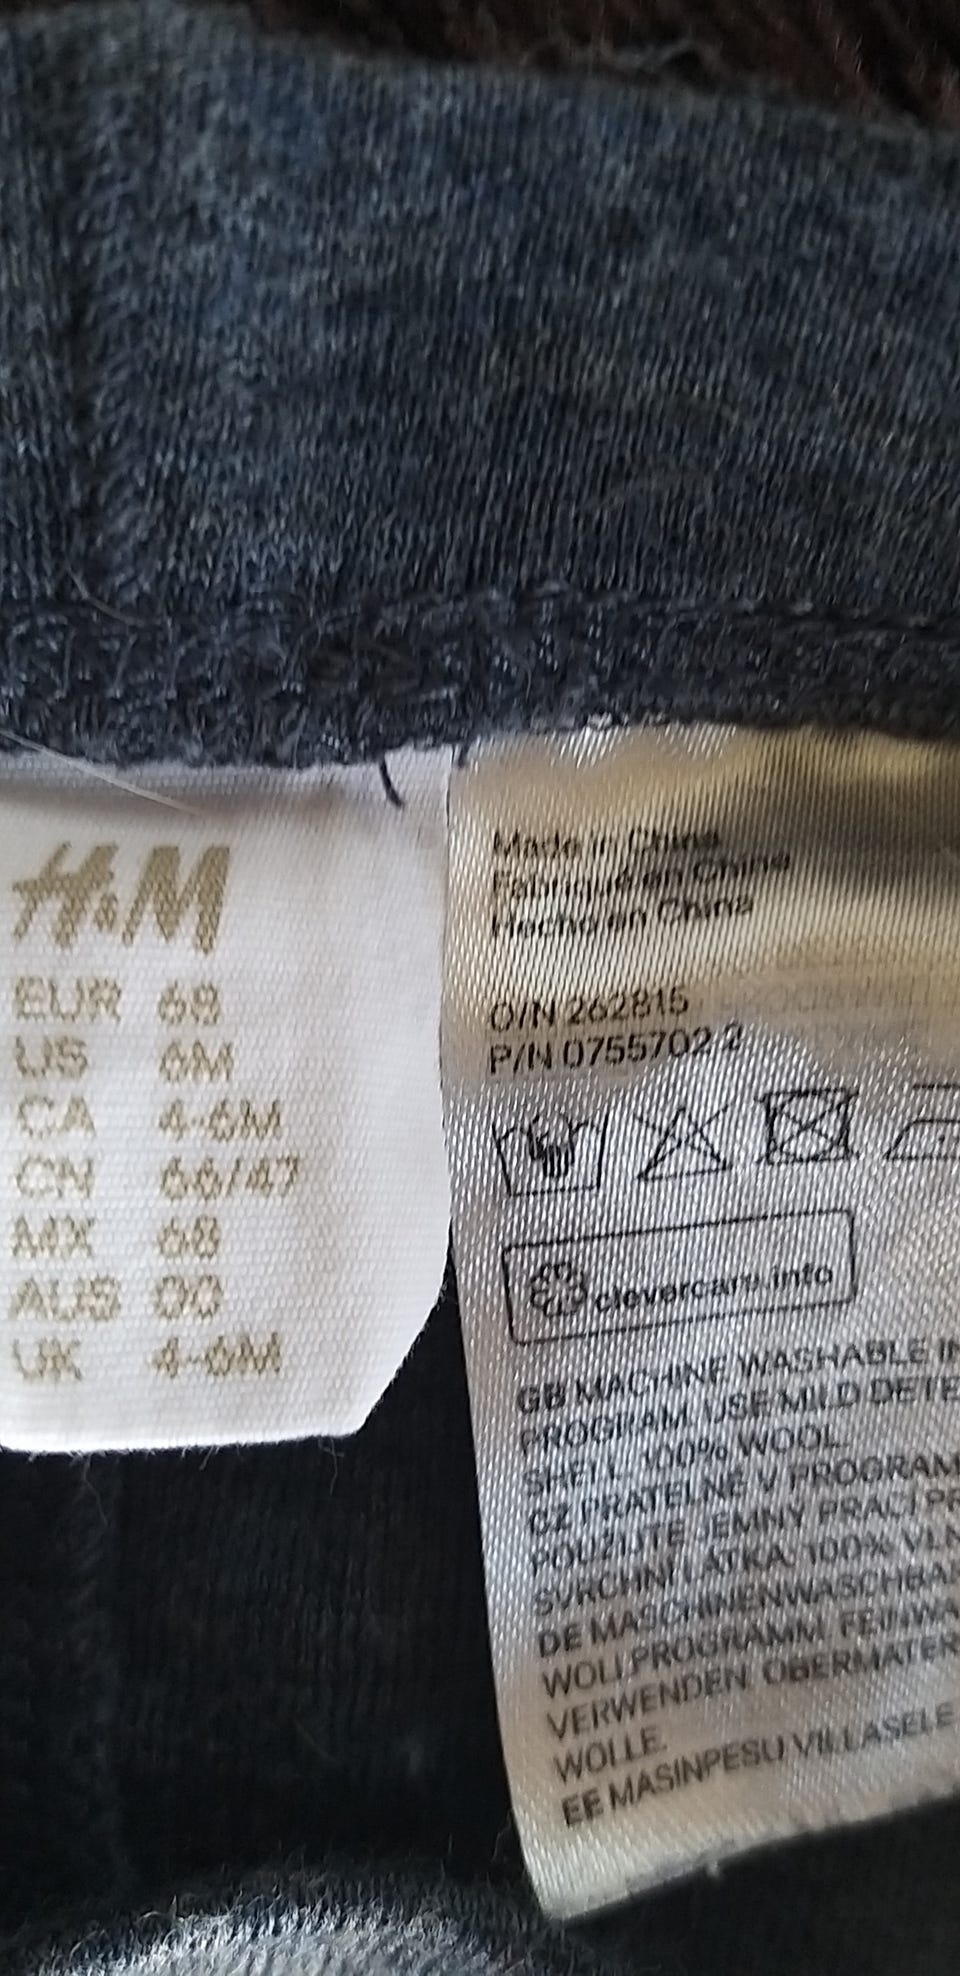 H&M
EUR 68
US 6M
CA 4-6M
CN 66/47
MX 68
AUS 00
UK 4-6M
Made in China
Fabriqué en Chine
Hecho en China
O/N 262815
P/N 0755702 2
clevercare.info
GB MACHINE WASHABLE IN
PROGRAM. USE MILD DETE
SHELL: 100% WOOL
CZ PRATELNÉ V PROGRAM
POUŽIJTE JEMNÝ PRACÍ PR
SVRCHNÍ LÁTKA: 100% VLN
DE MASCHINENWASCHBA
WOLLPROGRAMM. FEINWA
VERWENDEN. OBERMATER
WOLLE.
EE MASINPESU VILLASELE